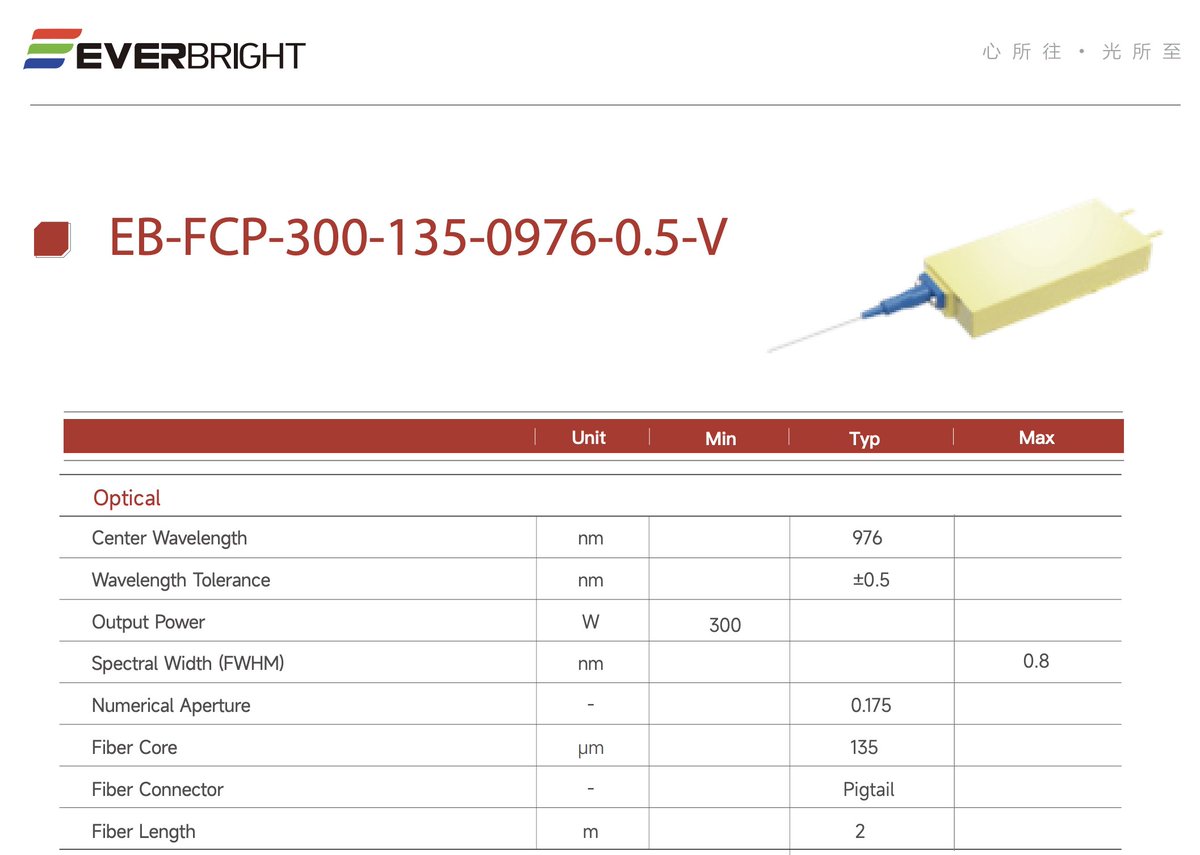 EVERBRIGHT
心所往・光所至
EB-FCP-300-135-0976-0.5-V
Unit Min Typ Max
Optical
Center Wavelength nm 976
Wavelength Tolerance nm ±0.5
Output Power W 300
Spectral Width (FWHM) nm 0.8
Numerical Aperture - 0.175
Fiber Core μm 135
Fiber Connector - Pigtail
Fiber Length m 2